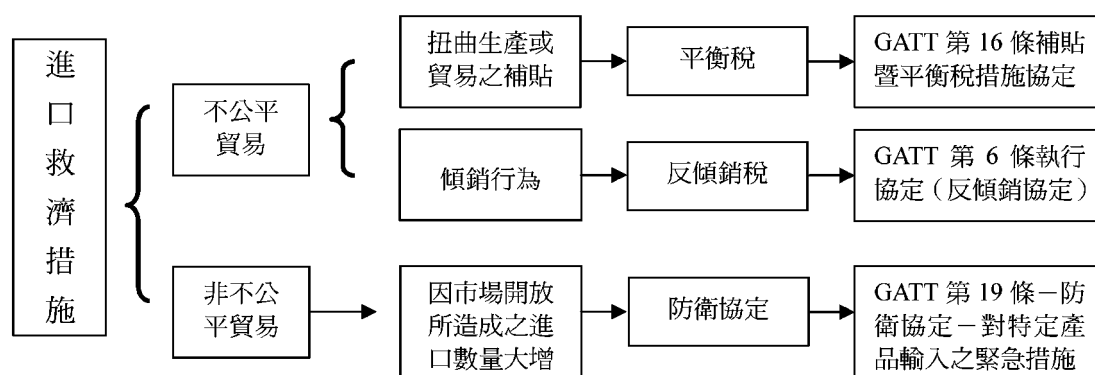 進口救濟措施
不公平
貿易
扭曲生產或
貿易之補貼
平衡稅
GATT 第 16 條補貼
暨平衡稅措施協定
傾銷行為
反傾銷稅
GATT 第 6 條執行
協定（反傾銷協定）
非不公
平貿易
因市場開放
所造成之進
口數量大增
防衛協定
GATT 第 19 條－防
衛協定－對特定產
品輸入之緊急措施